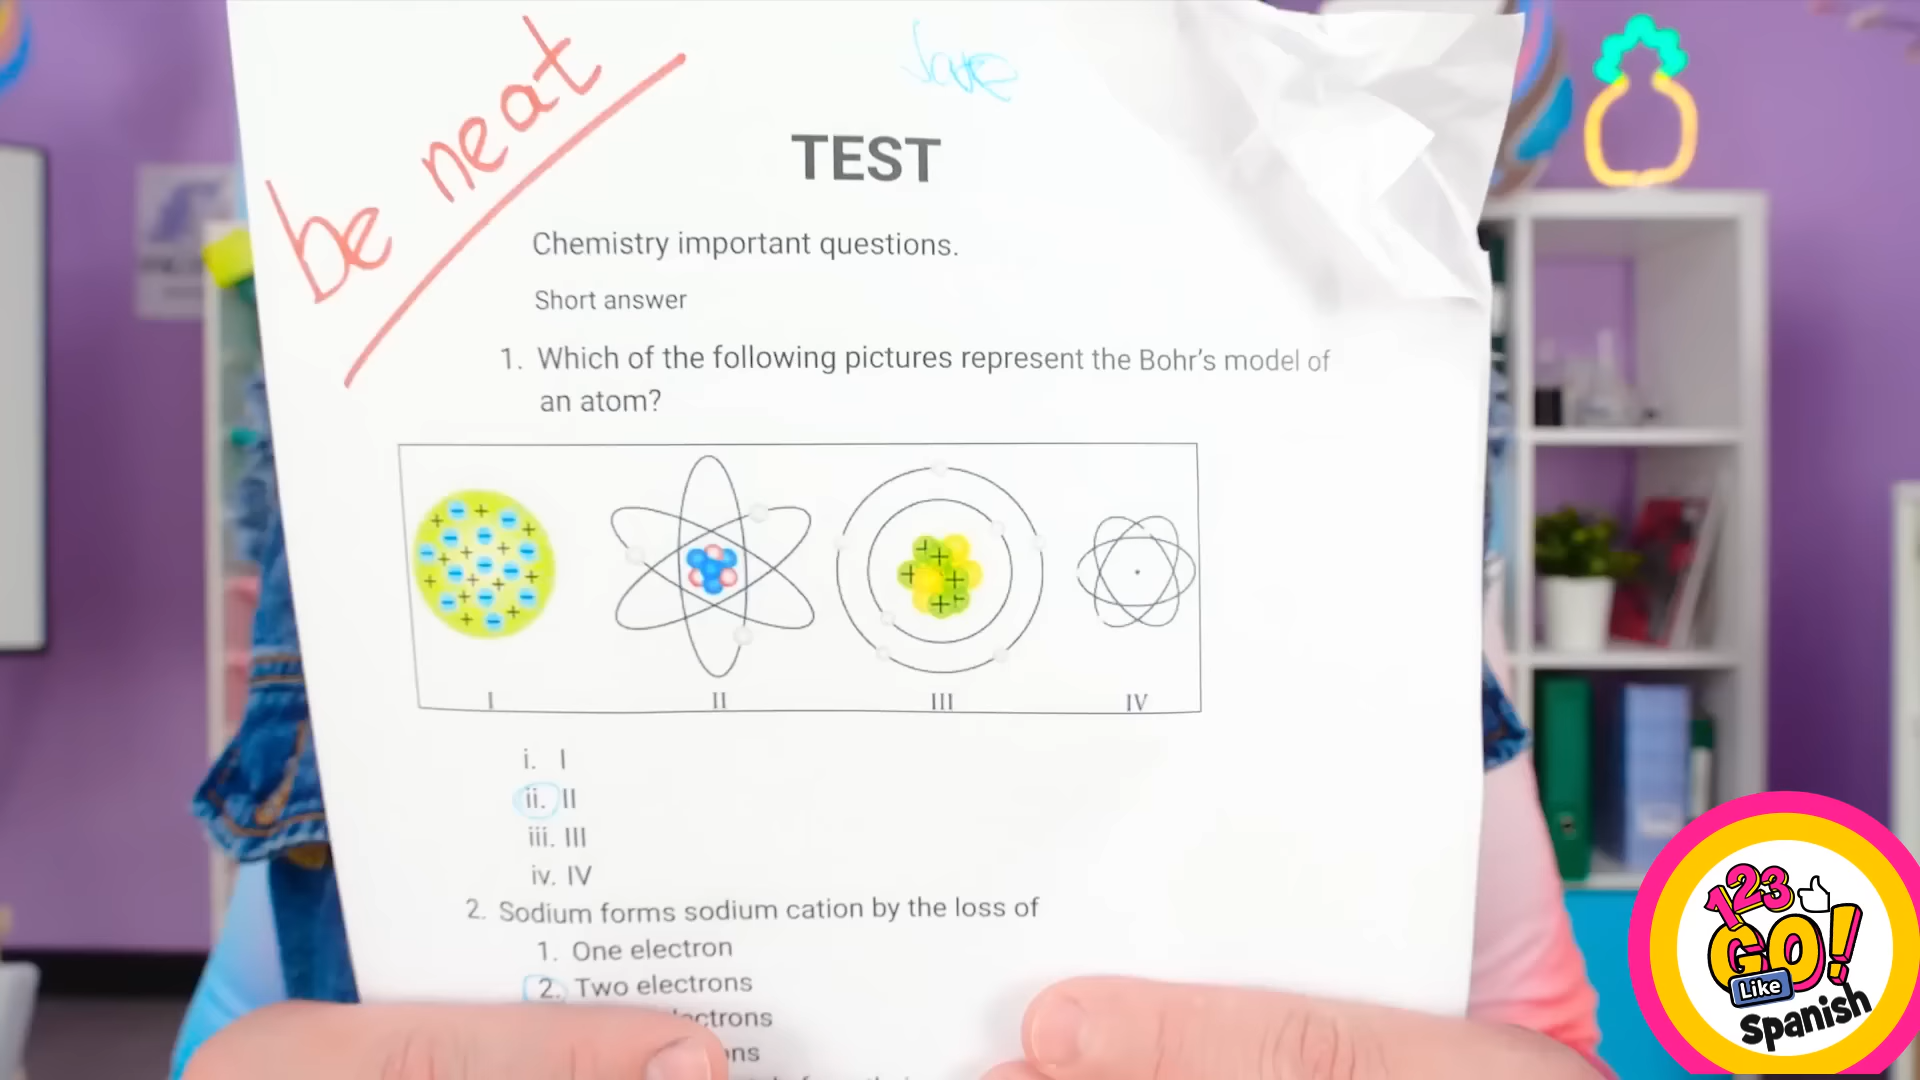 be neat
TEST
Chemistry important questions.
Short answer
1. Which of the following pictures represent the Bohr's model of
an atom?
I II III IV
i. I
ii. II
iii. III
iv. IV
2. Sodium forms sodium cation by the loss of
1. One electron
2. Two electrons
123
GO!
Like
Spanish